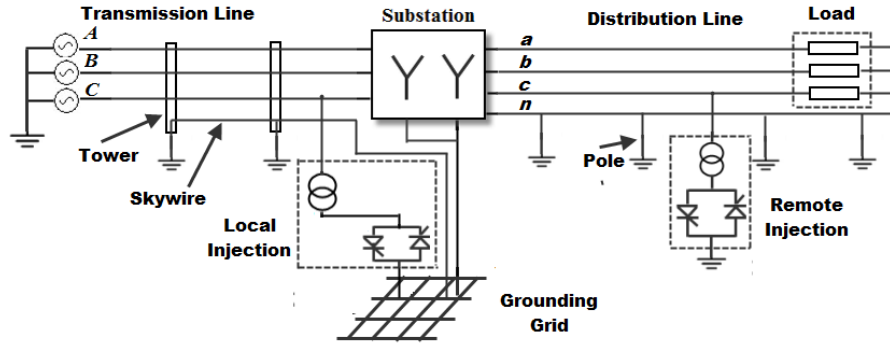 Transmission Line
Substation
Distribution Line
Load
A
B
C
a
b
c
n
Tower
Skywire
Pole
Local
Injection
Remote
Injection
Grounding
Grid